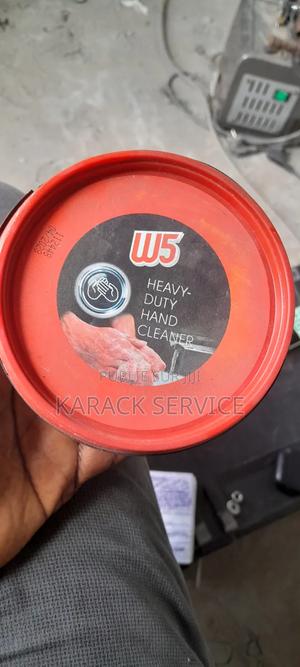 W5
HEAVY-
DUTY
HAND
CLEANER
KARACK SERVICE